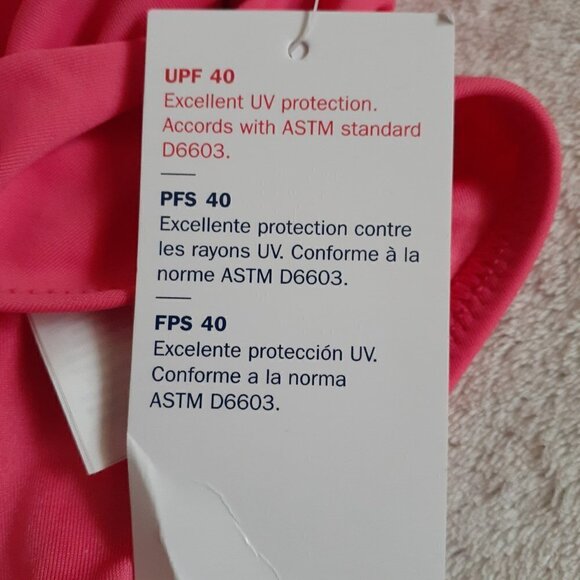 UPF 40
Excellent UV protection.
Accords with ASTM standard
D6603.
PFS 40
Excellente protection contre
les rayons UV. Conforme à la
norme ASTM D6603.
FPS 40
Excelente protección UV.
Conforme a la norma
ASTM D6603.